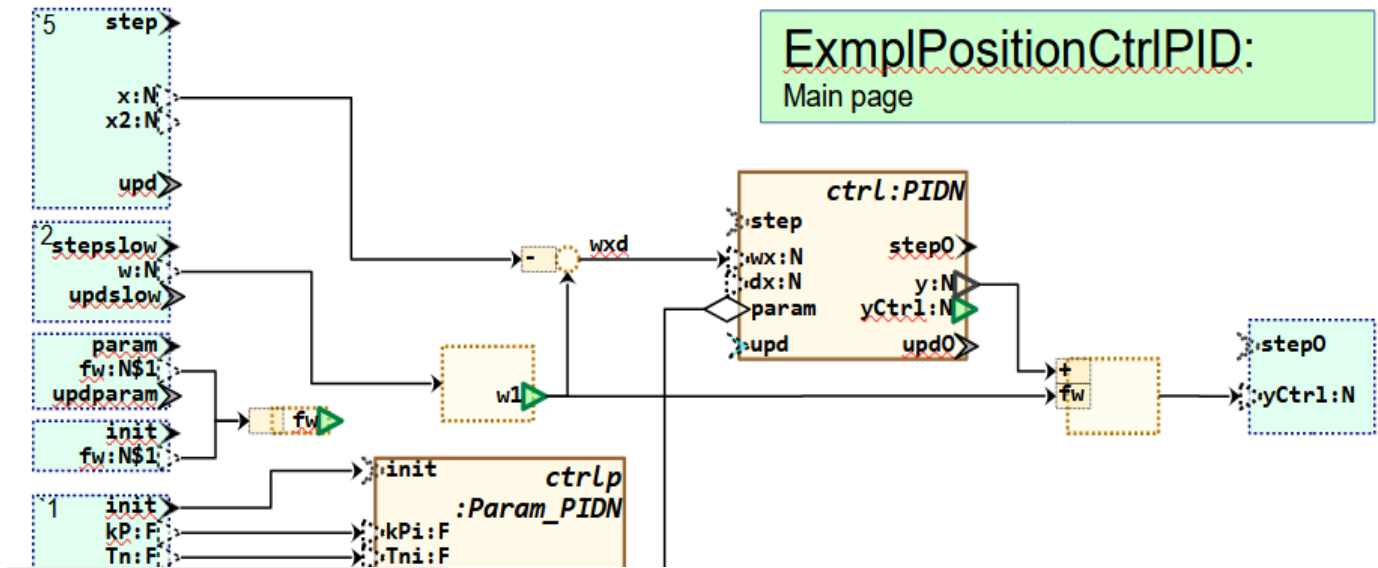 `5
step
x:N
x2:N
upd
ExmplPositionCtrlPID:
Main page
`2
stepslow
w:N
updslow
param
fw:N$1
updparam
init
fw:N$1
fw
`1
init
kP:F
Tn:F
-
wxd
w1
ctrl:PIDN
step
wx:N
dx:N
param
upd
stepO
y:N
yCtrl:N
updO
+
fw
stepO
yCtrl:N
ctrlp
:Param_PIDN
init
kPi:F
Tni:F